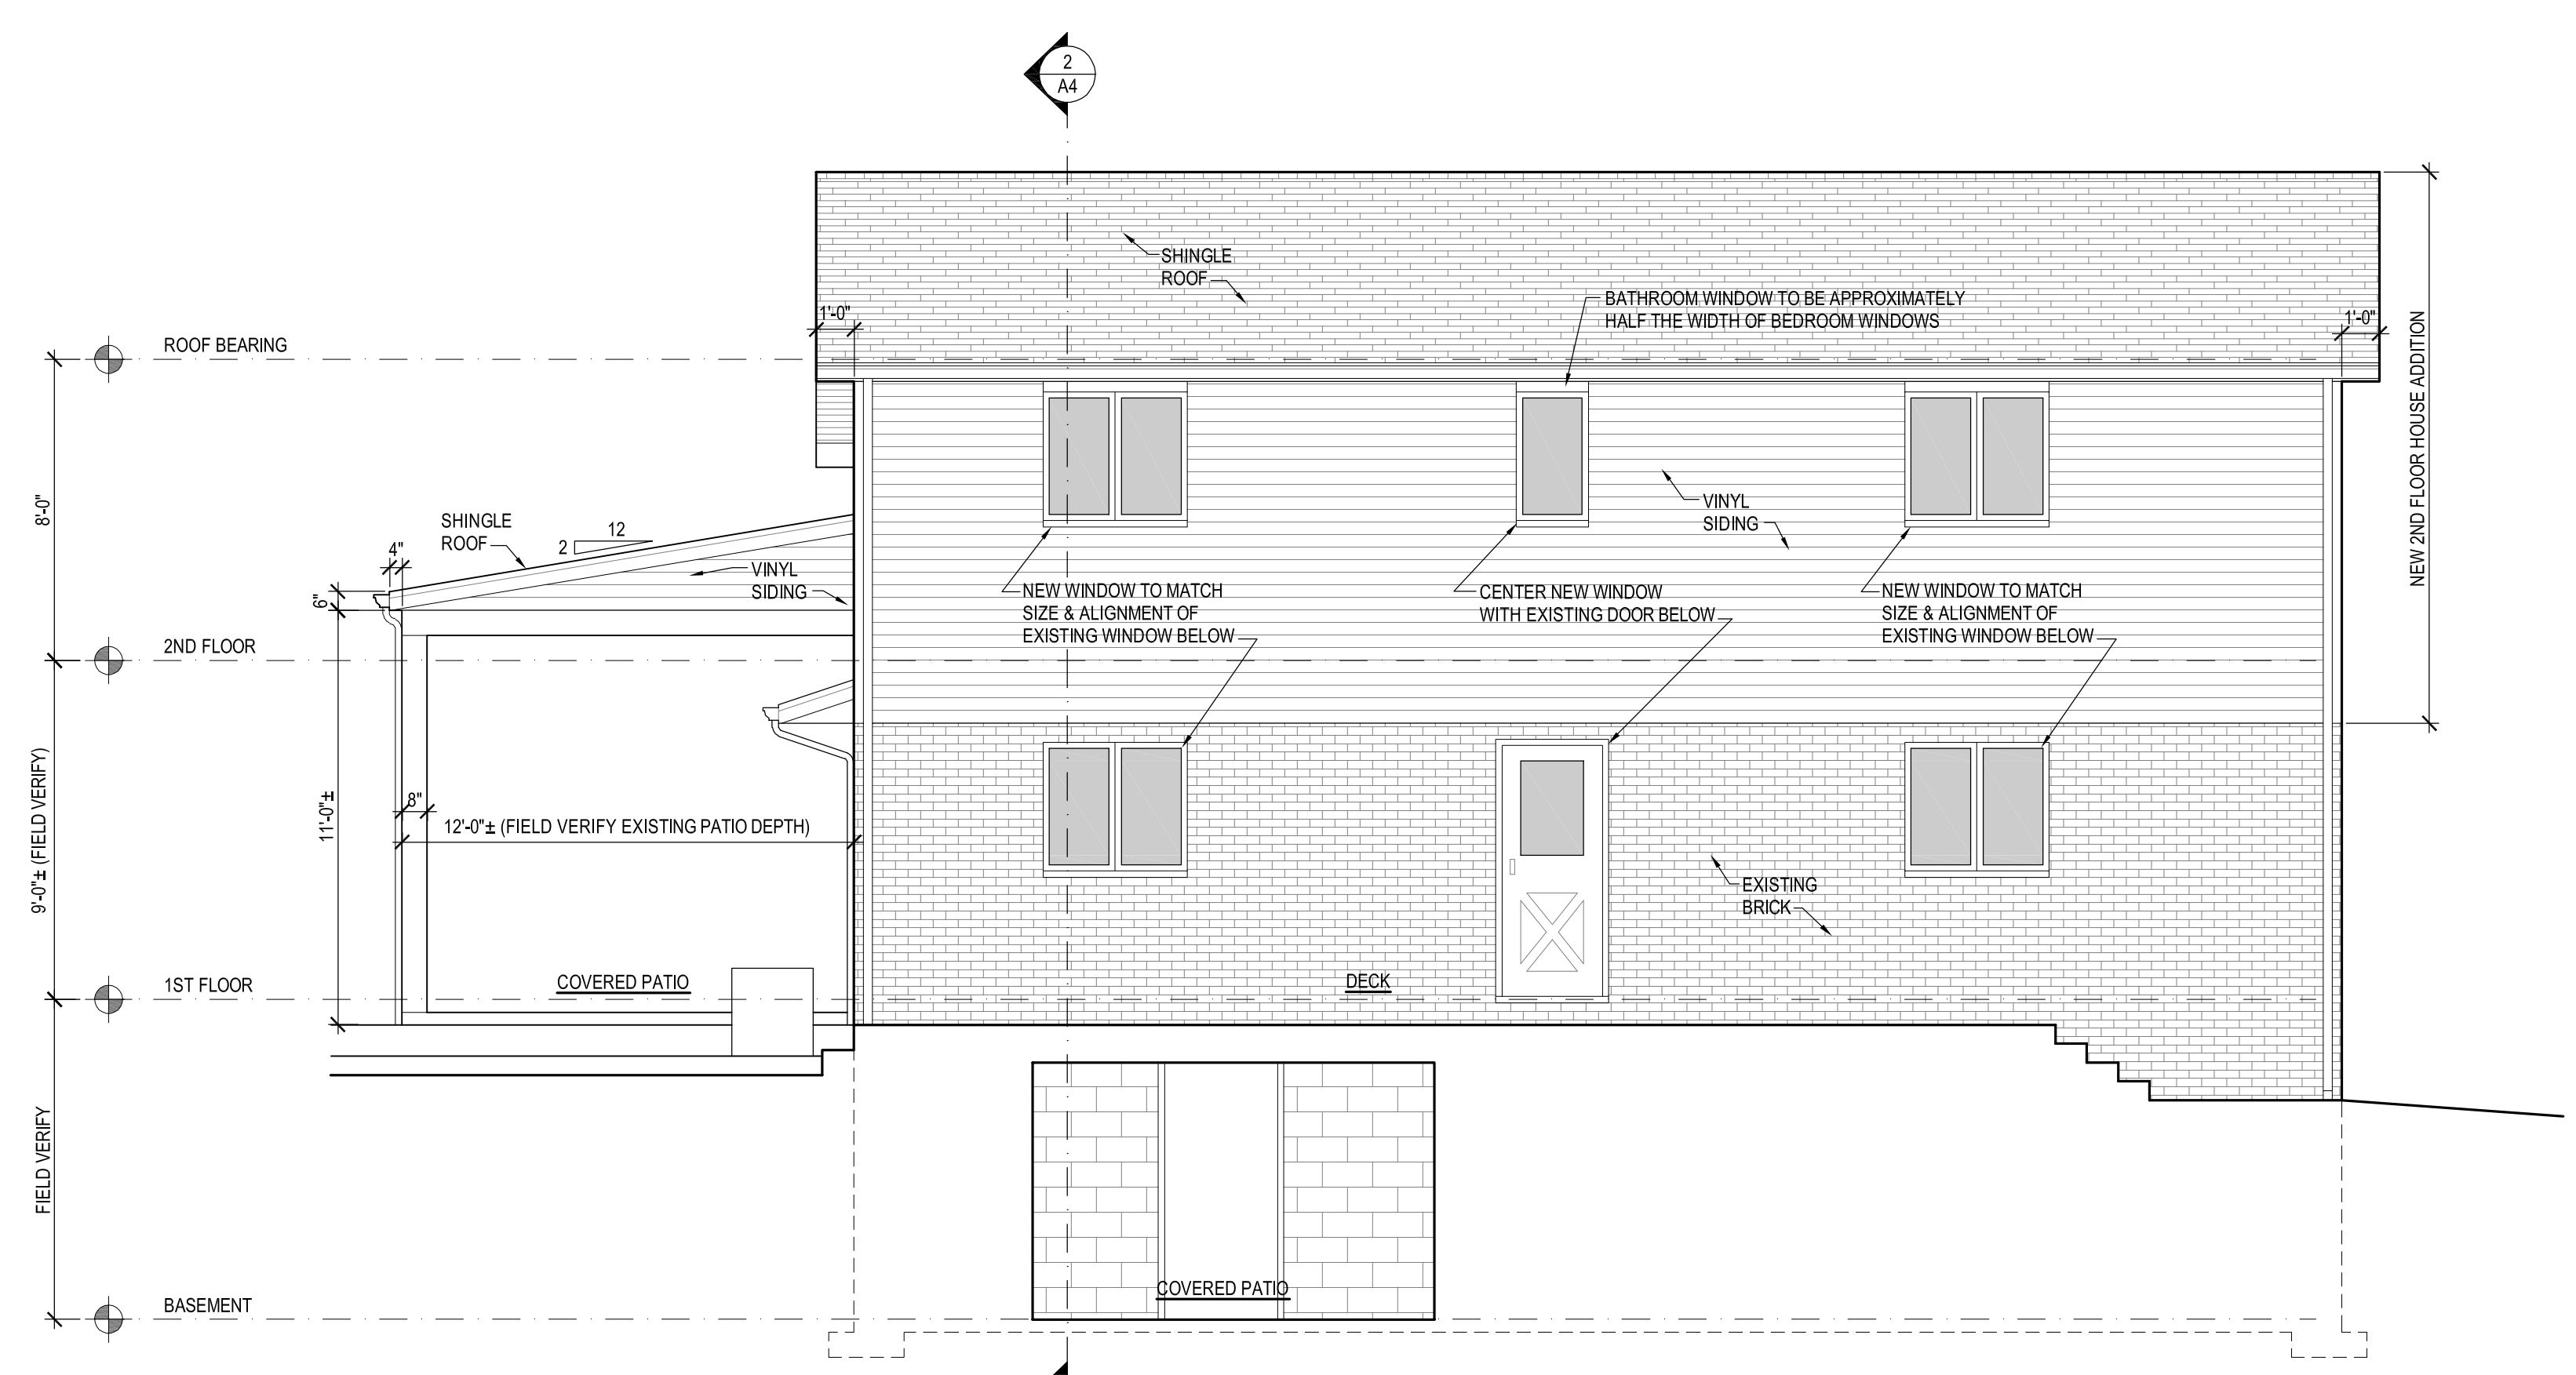 2
A4
SHINGLE
ROOF
BATHROOM WINDOW TO BE APPROXIMATELY
HALF THE WIDTH OF BEDROOM WINDOWS
1'-0"
1'-0"
ROOF BEARING
NEW 2ND FLOOR HOUSE ADDITION
8'-0"
SHINGLE
ROOF
12
2
4"
VINYL
SIDING
6"
VINYL
SIDING
NEW WINDOW TO MATCH
SIZE & ALIGNMENT OF
EXISTING WINDOW BELOW
CENTER NEW WINDOW
WITH EXISTING DOOR BELOW
NEW WINDOW TO MATCH
SIZE & ALIGNMENT OF
EXISTING WINDOW BELOW
2ND FLOOR
9'-0"± (FIELD VERIFY)
11'-0"±
8"
12'-0"± (FIELD VERIFY EXISTING PATIO DEPTH)
EXISTING
BRICK
1ST FLOOR
COVERED PATIO
DECK
FIELD VERIFY
COVERED PATIO
BASEMENT